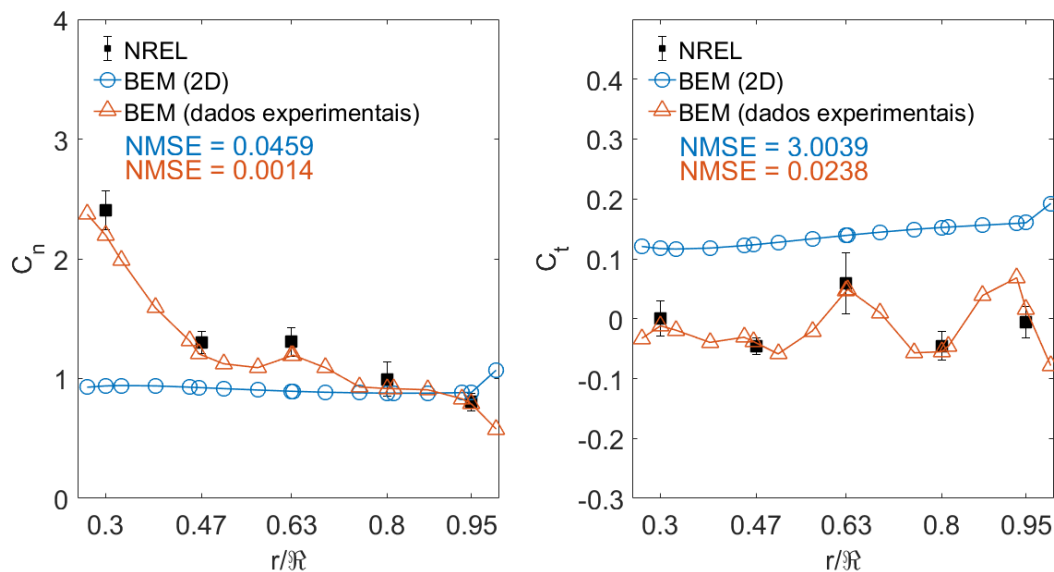 4
3
2
1
0
C_n
NREL
BEM (2D)
BEM (dados experimentais)
NMSE = 0.0459
NMSE = 0.0014
0.3 0.47 0.63 0.8 0.95
r/ℜ
0.4
0.3
0.2
0.1
0
-0.1
-0.2
-0.3
C_t
NREL
BEM (2D)
BEM (dados experimentais)
NMSE = 3.0039
NMSE = 0.0238
0.3 0.47 0.63 0.8 0.95
r/ℜ